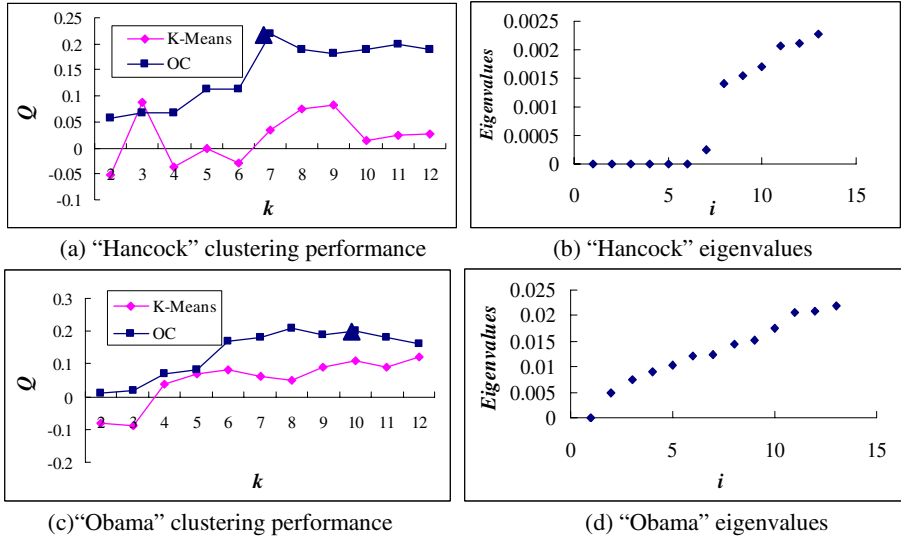 0.25
0.2
0.15
0.1
0.05
0
-0.05
-0.1
Q
K-Means
OC
2 3 4 5 6 7 8 9 10 11 12
k
(a) “Hancock” clustering performance
0.0025
0.002
0.0015
0.001
0.0005
0
Eigenvalues
0 5 10 15
i
(b) “Hancock” eigenvalues
0.3
0.2
0.1
0
-0.1
-0.2
Q
K-Means
OC
2 3 4 5 6 7 8 9 10 11 12
k
(c)“Obama” clustering performance
0.025
0.02
0.015
0.01
0.005
0
Eigenvalues
0 5 10 15
i
(d) “Obama” eigenvalues